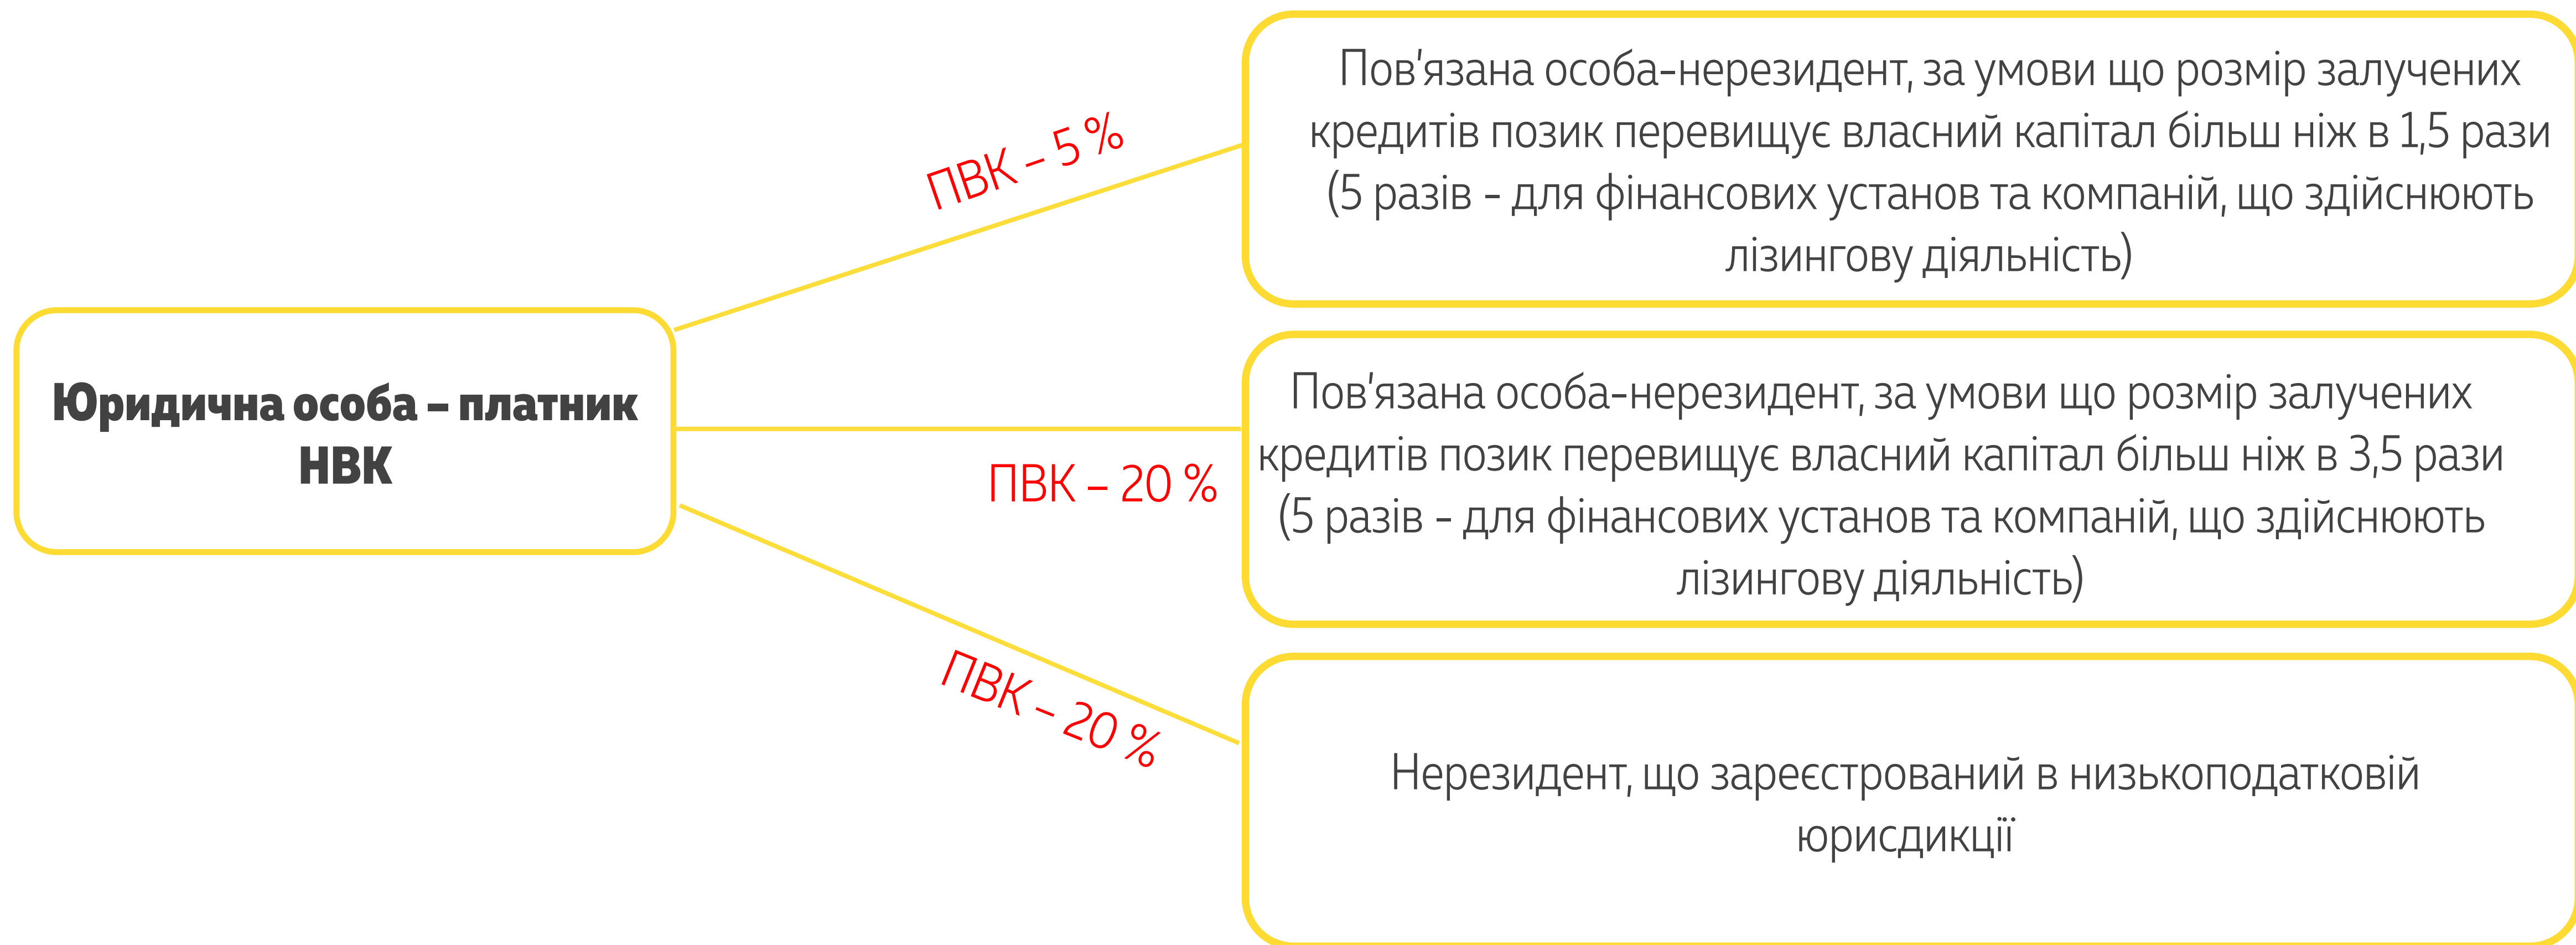 Юридична особа – платник
НВК
ПВК – 5 %
Пов'язана особа-нерезидент, за умови що розмір залучених
кредитів позик перевищує власний капітал більш ніж в 1,5 рази
(5 разів - для фінансових установ та компаній, що здійснюють
лізингову діяльність)
ПВК – 20 %
Пов'язана особа-нерезидент, за умови що розмір залучених
кредитів позик перевищує власний капітал більш ніж в 3,5 рази
(5 разів - для фінансових установ та компаній, що здійснюють
лізингову діяльність)
ПВК – 20 %
Нерезидент, що зареєстрований в низькоподатковій
юрисдикції